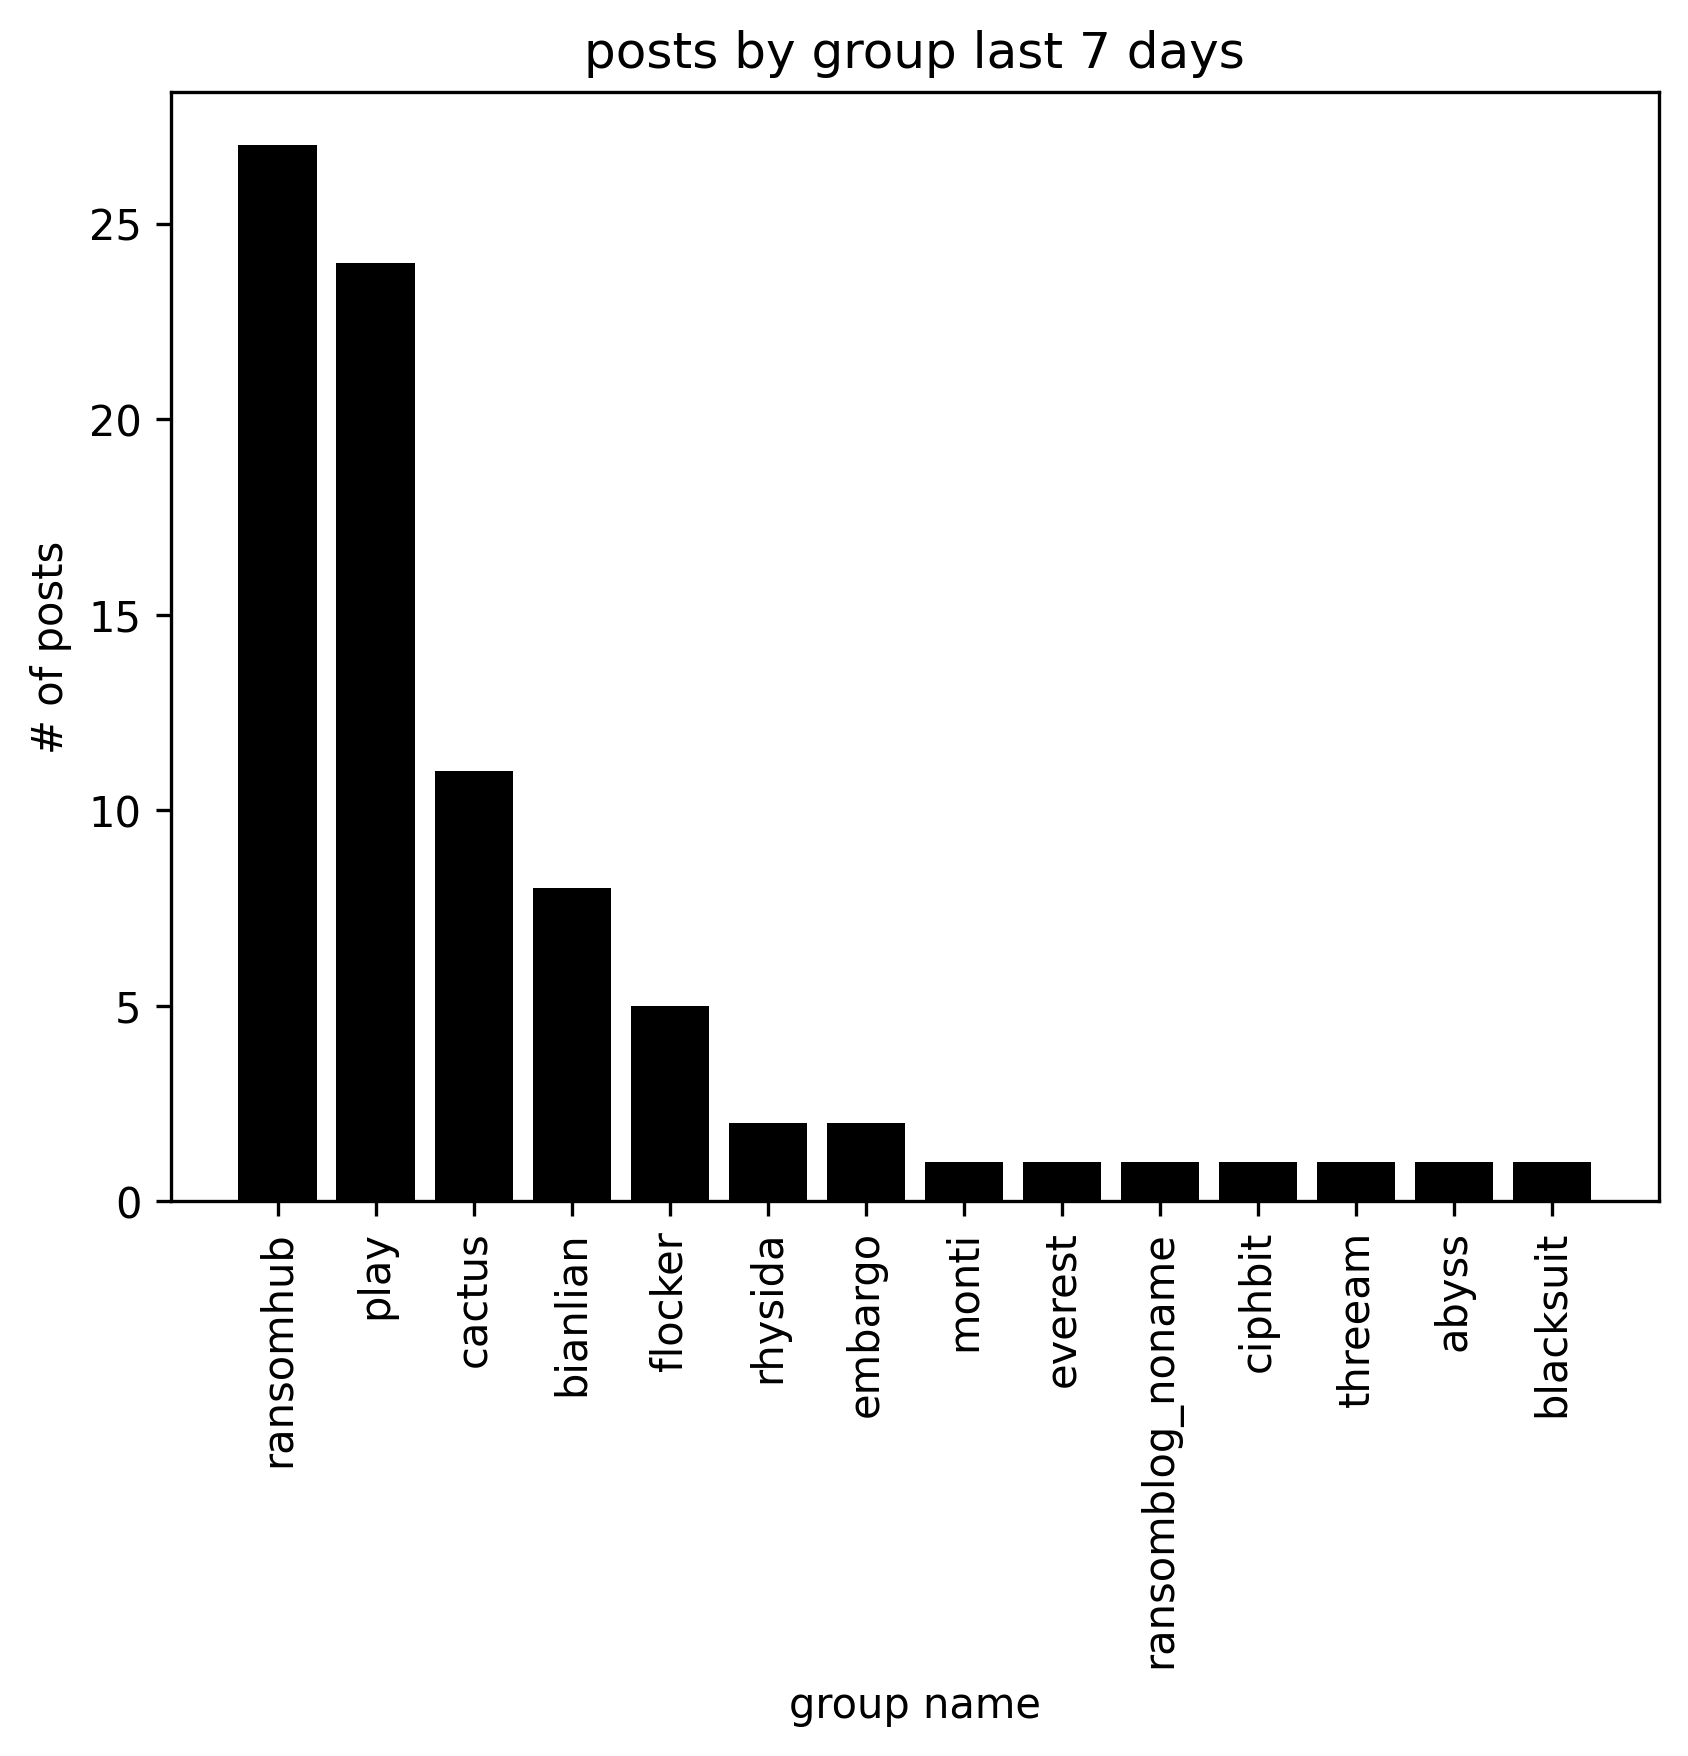 posts by group last 7 days
# of posts
25
20
15
10
5
0
ransomhub
play
cactus
bianlian
flocker
rhysida
embargo
monti
everest
ransomblog_noname
ciphbit
threeam
abyss
blacksuit
group name